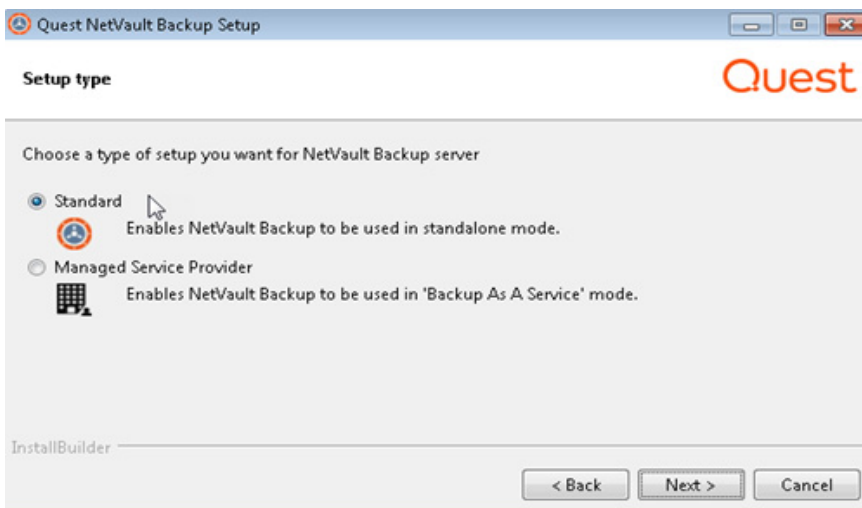 Quest NetVault Backup Setup
Setup type
Quest
Choose a type of setup you want for NetVault Backup server
Standard
Enables NetVault Backup to be used in standalone mode.
Managed Service Provider
Enables NetVault Backup to be used in 'Backup As A Service' mode.
InstallBuilder
< Back Next > Cancel